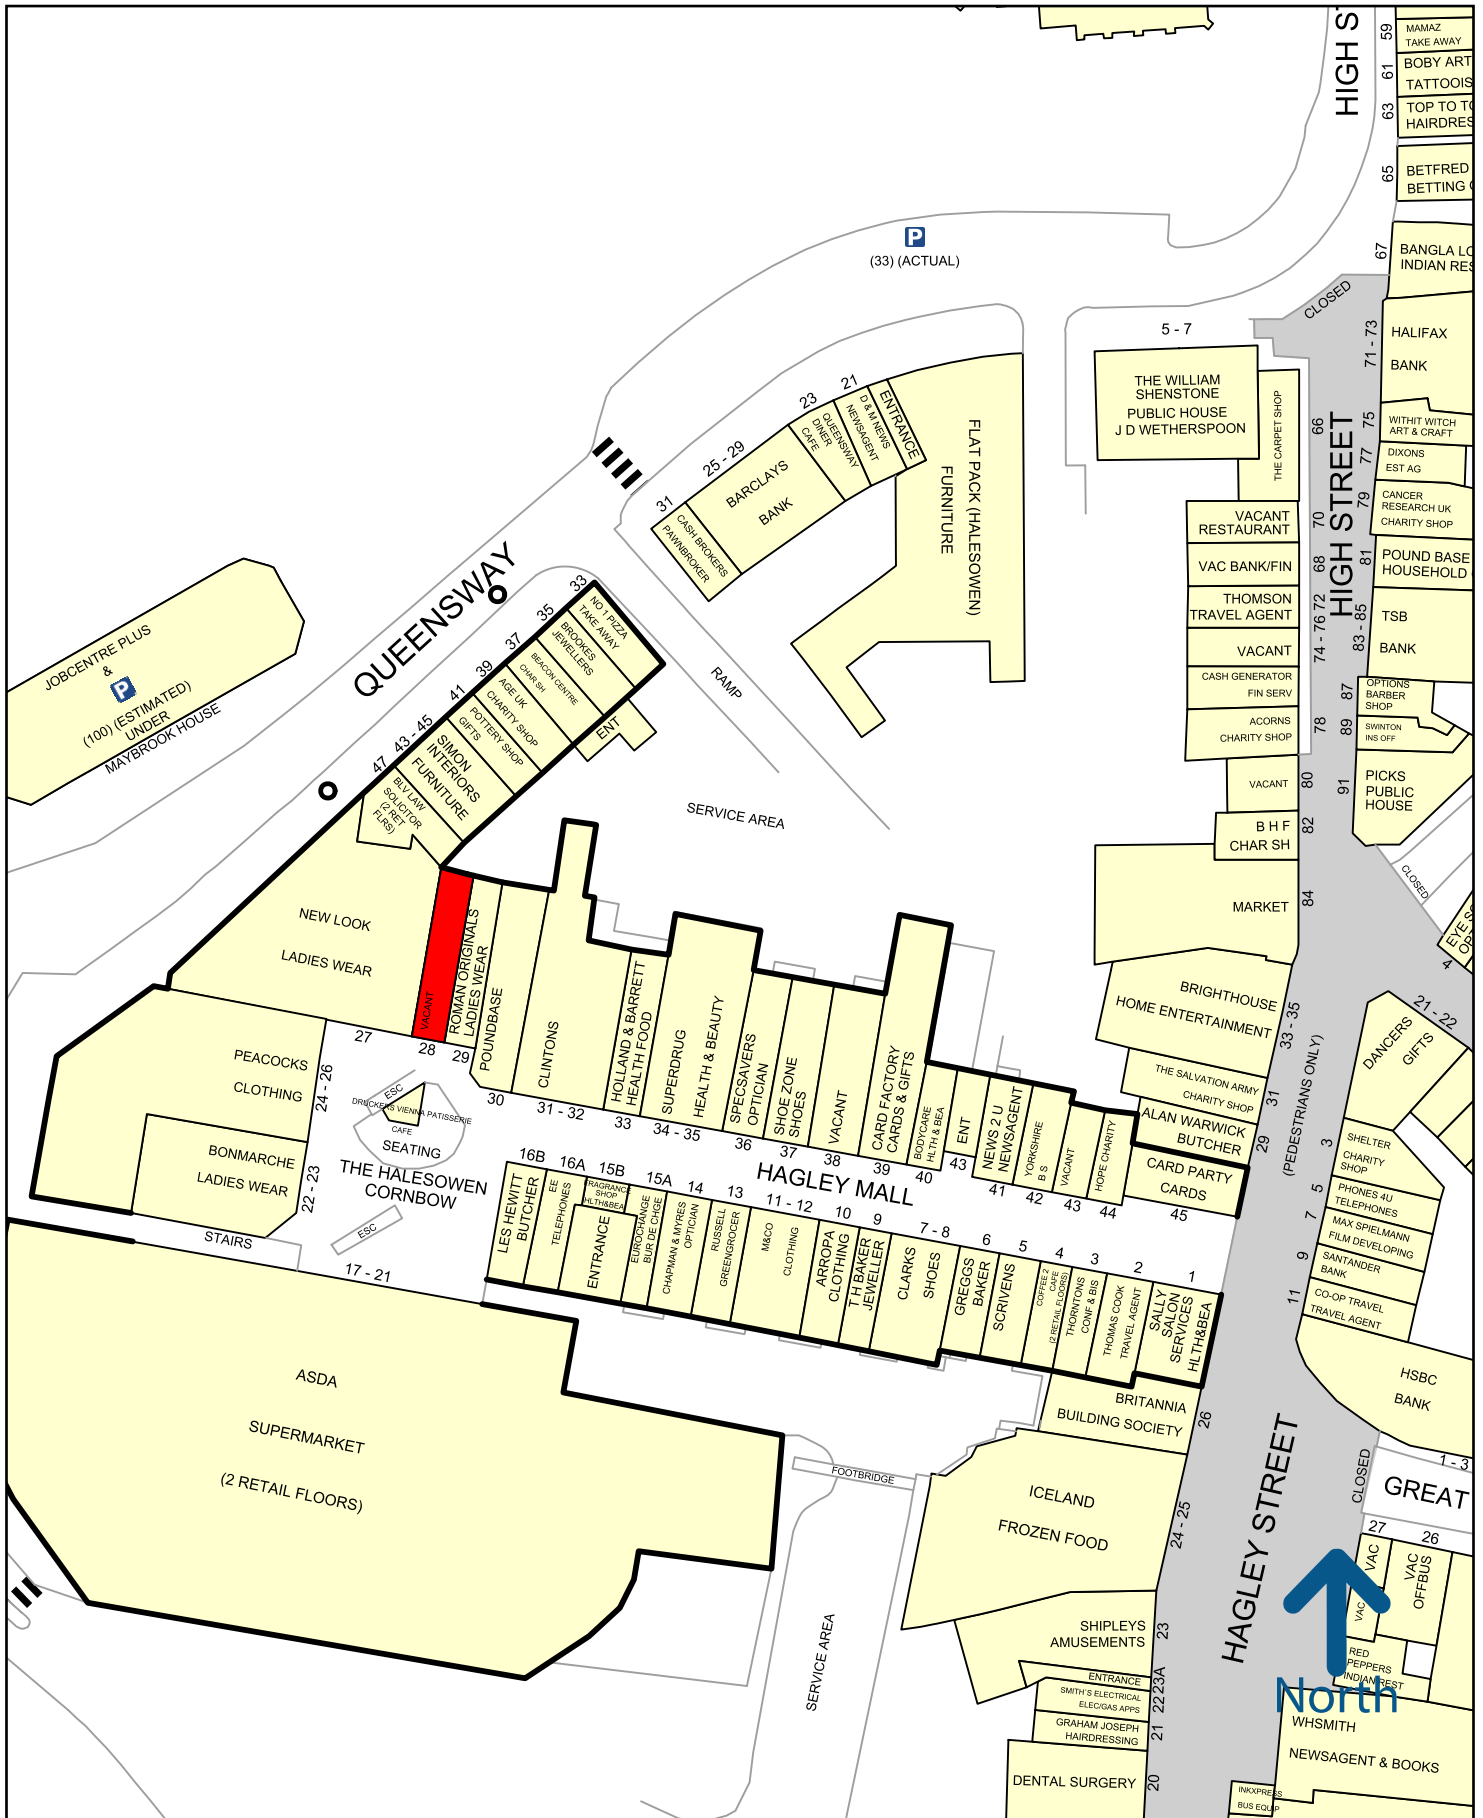 HIGH ST
59
MAMAZ
TAKE AWAY
61
BOBY ART
TATTOOIS
63
TOP TO TO
HAIRDRES
65
BETFRED
BETTING
67
BANGLA LO
INDIAN RES
P
(33) (ACTUAL)
CLOSED
71 - 73
HALIFAX
BANK
5 - 7
THE WILLIAM
SHENSTONE
PUBLIC HOUSE
J D WETHERSPOON
THE CARPET SHOP
66
HIGH STREET
75
WITHIT WITCH
ART & CRAFT
77
DIXONS
EST AG
79
CANCER
RESEARCH UK
CHARITY SHOP
81
POUND BASE
HOUSEHOLD
83 - 85
TSB
BANK
87
OPTIONS
BARBER
SHOP
89
SWINTON
INS OFF
91
PICKS
PUBLIC
HOUSE
VACANT
RESTAURANT
70
VAC BANK/FIN
68
THOMSON
TRAVEL AGENT
72
VACANT
74 - 76
CASH GENERATOR
FIN SERV
ACORNS
CHARITY SHOP
78
VACANT
80
B H F
CHAR SH
82
MARKET
84
CLOSED
EYE SO
OP
4
21
23
25 - 29
31
ENTRANCE
D & M NEWS
NEWSAGENT
QUEENSWAY
DINER
CAFE
BARCLAYS
BANK
CASH BROKERS
PAWNBROKER
FLAT PACK (HALESOWEN)
FURNITURE
QUEENSWAY
33
35
37
39
41
43 - 45
47
NO 1 PIZZA
TAKE AWAY
BROOKES
JEWELLERS
BEACON CENTRE
CHAR SH
AGE UK
CHARITY SHOP
POTTERY SHOP
GIFTS
SIMON
INTERIORS
FURNITURE
BLV LAW
SOLICITOR
(2 RET
FLRS)
ENT
RAMP
SERVICE AREA
JOBCENTRE PLUS
&
P
(100) (ESTIMATED)
UNDER
MAYBROOK HOUSE
NEW LOOK
LADIES WEAR
27
VACANT
28
ROMAN ORIGINALS
LADIES WEAR
29
POUNDBASE
30
CLINTONS
31 - 32
HOLLAND & BARRETT
HEALTH FOOD
33
SUPERDRUG
HEALTH & BEAUTY
34 - 35
SPECSAVERS
OPTICIAN
36
SHOE ZONE
SHOES
37
VACANT
38
CARD FACTORY
CARDS & GIFTS
39
BODYCARE
HLTH & BEA
40
ENT
43
NEWS 2 U
NEWSAGENT
41
YORKSHIRE
B S
42
VACANT
43
HOPE CHARITY
44
CARD PARTY
CARDS
45
BRIGHTHOUSE
HOME ENTERTAINMENT
33 - 35
THE SALVATION ARMY
CHARITY SHOP
31
ALAN WARWICK
BUTCHER
29
(PEDESTRIANS ONLY)
21 - 22
DANCERS
GIFTS
3
SHELTER
CHARITY
SHOP
5
PHONES 4U
TELEPHONES
7
MAX SPIELMANN
FILM DEVELOPING
9
SANTANDER
BANK
11
CO-OP TRAVEL
TRAVEL AGENT
HSBC
BANK
PEACOCKS
CLOTHING
24 - 26
BONMARCHE
LADIES WEAR
22 - 23
ESC
DRUCKERS VIENNA PATISSERIE
CAFE
SEATING
THE HALESOWEN
CORNBOW
ESC
STAIRS
17 - 21
HAGLEY MALL
16B
LES HEWITT
BUTCHER
16A
EE
TELEPHONES
15B
FRAGRANCE
SHOP
HLTH&BEA
ENTRANCE
15A
EUROCHANGE
BUR DE CHGE
14
CHAPMAN & MYRES
OPTICIAN
13
RUSSELL
GREENGROCER
11 - 12
M&CO
CLOTHING
10
ARROPA
CLOTHING
9
T H BAKER
JEWELLER
7 - 8
CLARKS
SHOES
6
GREGGS
BAKER
5
SCRIVENS
4
COFFEE 2
CAFE
(2 RETAIL FLOORS)
3
THORNTONS
CONF & BIS
2
THOMAS COOK
TRAVEL AGENT
1
SALLY
SALON
SERVICES
HLTH&BEA
ASDA
SUPERMARKET
(2 RETAIL FLOORS)
BRITANNIA
BUILDING SOCIETY
26
FOOTBRIDGE
ICELAND
FROZEN FOOD
24 - 25
HAGLEY STREET
CLOSED
1 - 3
GREAT
27
VAC
VAC
26
VAC
OFFBUS
RED
PEPPERS
INDIAN REST
North
SERVICE AREA
SHIPLEYS
AMUSEMENTS
23
ENTRANCE
23A
SMITH'S ELECTRICAL
ELEC/GAS APPS
22
GRAHAM JOSEPH
HAIRDRESSING
21
DENTAL SURGERY
20
WHSMITH
NEWSAGENT & BOOKS
INKXPRESS
BUS EQUIP